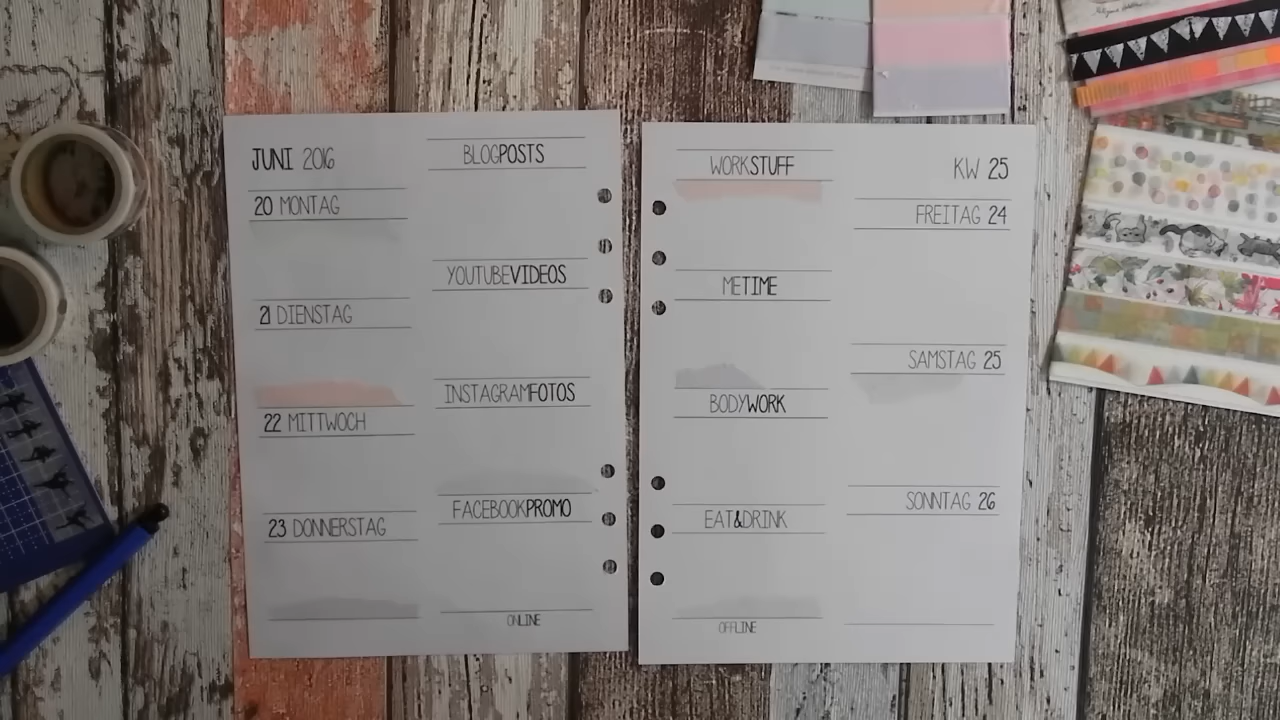 JUNI 2016
20 MONTAG
21 DIENSTAG
22 MITTWOCH
23 DONNERSTAG
BLOGPOSTS
YOUTUBEVIDEOS
INSTAGRAMFOTOS
FACEBOOKPROMO
ONLINE
WORKSTUFF
METIME
BODYWORK
EAT&DRINK
OFFLINE
KW 25
FREITAG 24
SAMSTAG 25
SONNTAG 26